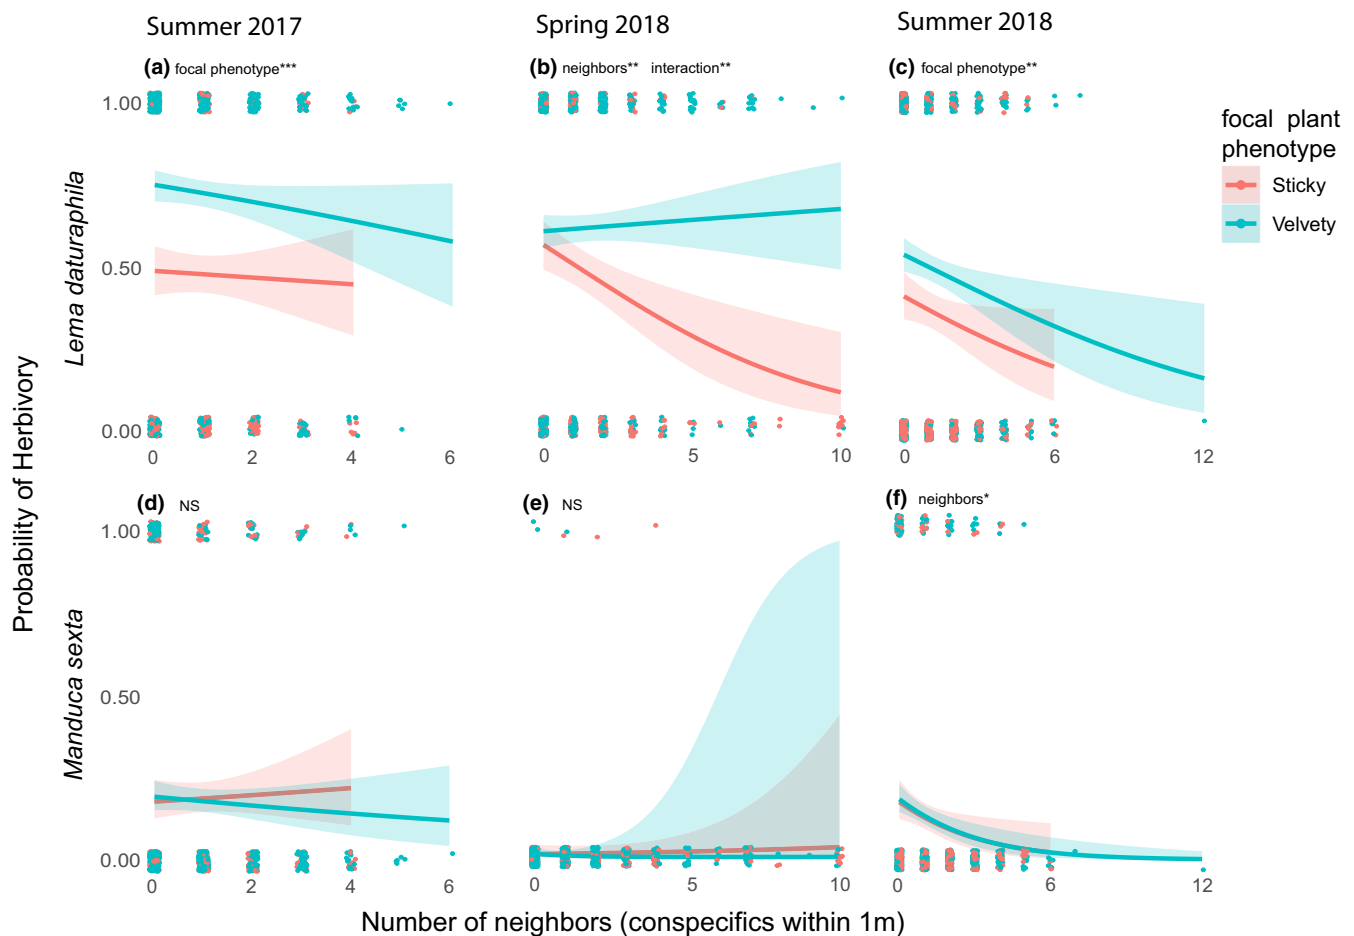 Summer 2017
Spring 2018
Summer 2018
(a) focal phenotype***
(b) neighbors** interaction**
(c) focal phenotype**
focal plant
phenotype
Sticky
Velvety
Probability of Herbivory
Lema daturaphila
1.00
0.50
0.00
0 2 4 6
0 5 10
0 6 12
(d) NS
(e) NS
(f) neighbors*
Manduca sexta
1.00
0.50
0.00
0 2 4 6
0 5 10
0 6 12
Number of neighbors (conspecifics within 1m)